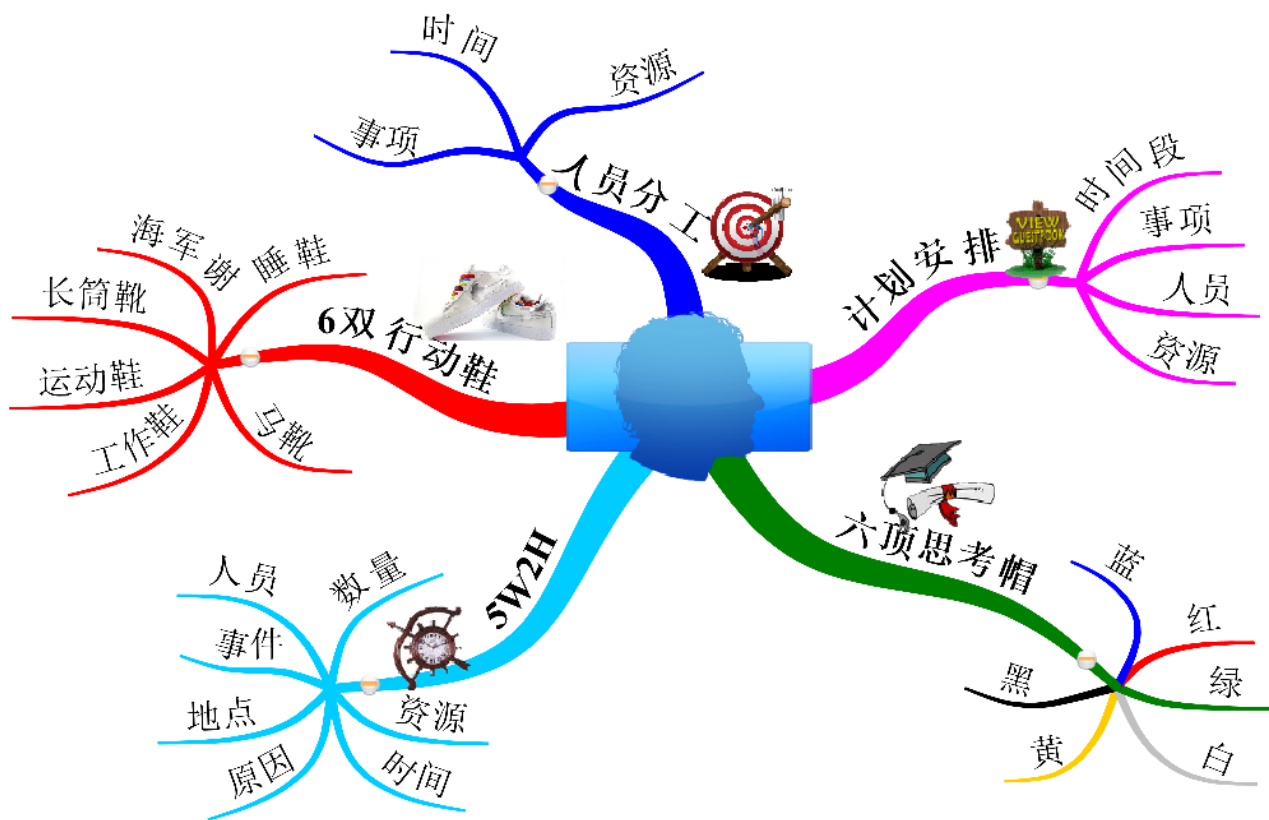 时间
资源
事项
人员分工
时间段
事项
人员
资源
计划安排
VIEW
GUESTBOOK
海军谢
睡鞋
长筒靴
运动鞋
工作鞋
马靴
6双行动鞋
六顶思考帽
蓝
红
绿
白
黑
黄
5W2H
人员
数量
事件
地点
原因
资源
时间